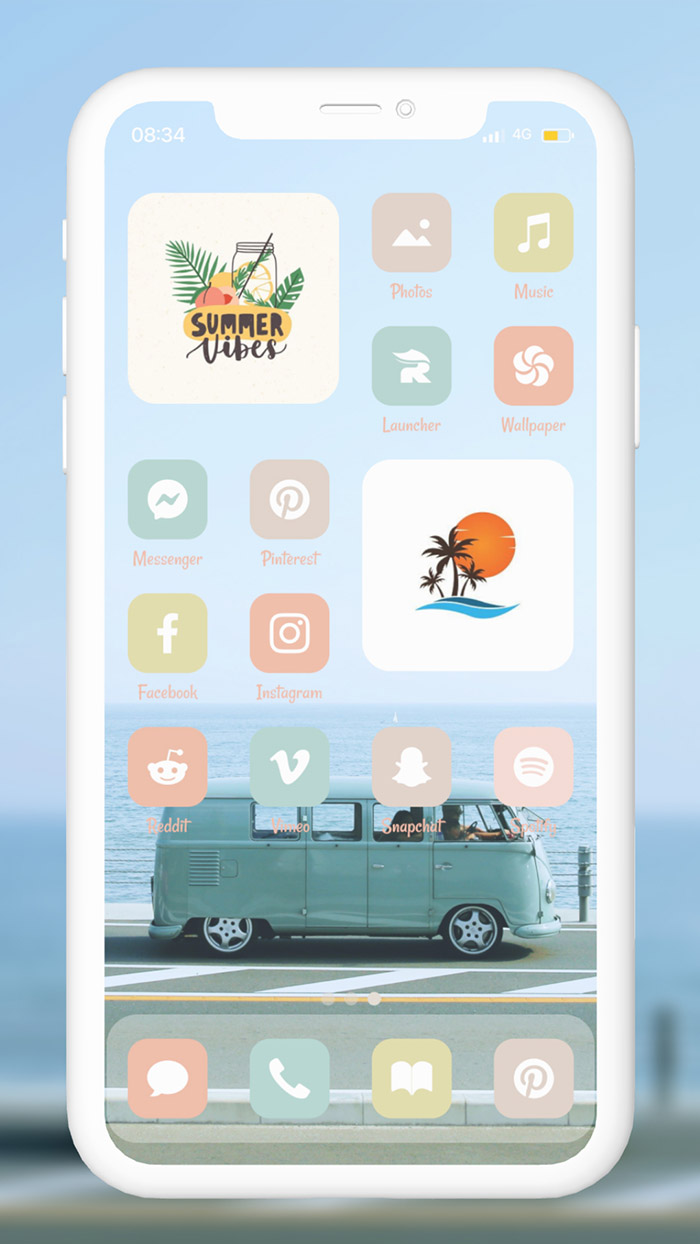 08:34
4G
SUMMER
Vibes
Photos
Music
Launcher
Wallpaper
Messenger
Pinterest
Facebook
Instagram
Reddit
Vimeo
Snapchat
Spotify